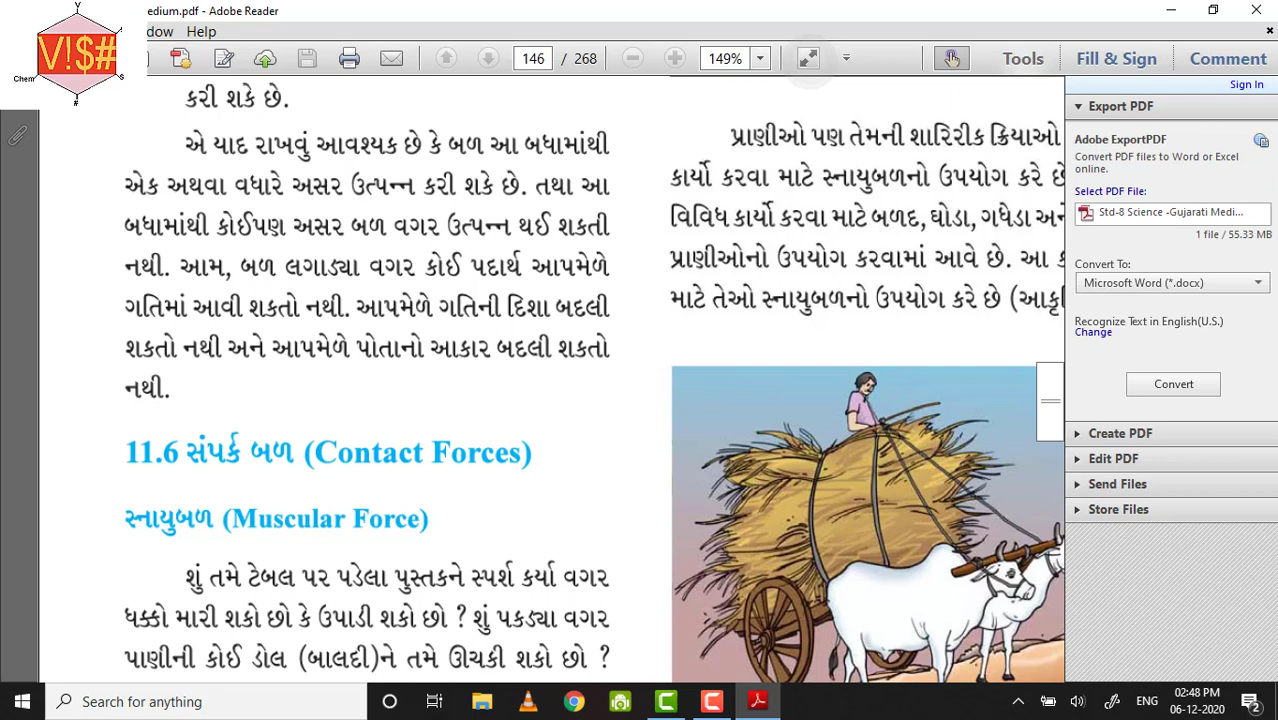 Y
V!S#
Chem
S
#
edium.pdf - Adobe Reader
dow Help
146 / 268
149%
Tools
Fill & Sign
Comment
Sign In
કરી શકે છે.
એ યાદ રાખવું આવશ્યક છે કે બળ આ બધામાંથી
એક અથવા વધારે અસર ઉત્પન્ન કરી શકે છે. તથા આ
બધામાંથી કોઈપણ અસર બળ વગર ઉત્પન્ન થઈ શકતી
નથી. આમ, બળ લગાડ્યા વગર કોઈ પદાર્થ આપમેળે
ગતિમાં આવી શકતો નથી. આપમેળે ગતિની દિશા બદલી
શકતો નથી અને આપમેળે પોતાનો આકાર બદલી શકતો
નથી.
11.6 સંપર્ક બળ (Contact Forces)
સ્નાયુબળ (Muscular Force)
શું તમે ટેબલ પર પડેલા પુસ્તકને સ્પર્શ કર્યા વગર
ધક્કો મારી શકો છો કે ઉપાડી શકો છો ? શું પકડ્યા વગર
પાણીની કોઈ ડોલ (બાલદી)ને તમે ઊચકી શકો છો ?
પ્રાણીઓ પણ તેમની શારિરીક ક્રિયાઓ
કાર્યો કરવા માટે સ્નાયુબળનો ઉપયોગ કરે
વિવિધ કાર્યો કરવા માટે બળદ, ઘોડા, ગધેડા
પ્રાણીઓનો ઉપયોગ કરવામાં આવે છે. આ
માટે તેઓ સ્નાયુબળનો ઉપયોગ કરે છે
Export PDF
Adobe ExportPDF
Convert PDF files to Word or Excel
online.
Select PDF File:
Std-8 Science -Gujarati Medi...
1 file / 55.33 MB
Convert To:
Microsoft Word (*.docx)
Recognize Text in English(U.S.)
Change
Convert
Create PDF
Edit PDF
Send Files
Store Files
Search for anything
ENG
02:48 PM
06-12-2020
2